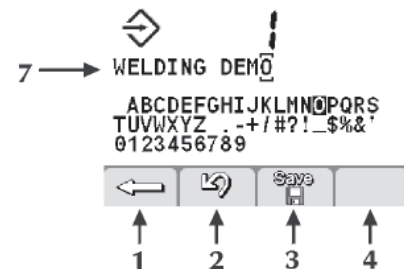 1
7
WELDING DEMO
ABCDEFGHIJKLMNOPQRS
TUVWXYZ .-+/#?!_$%&'
0123456789
Save
1 2 3 4